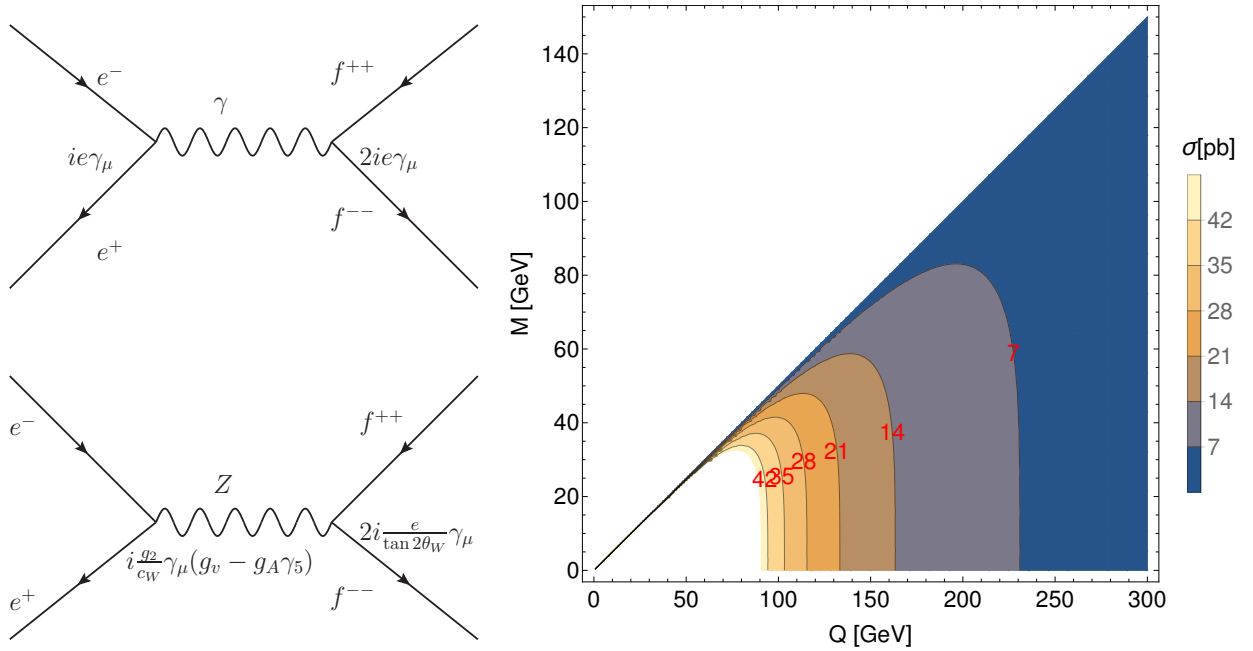 e⁻
f⁺⁺
γ
ieγ_μ
2ieγ_μ
f⁻⁻
e⁺
e⁻
f⁺⁺
Z
2i e/(tan 2θ_W) γ_μ
i g₂/c_W γ_μ(g_v − g_Aγ₅)
e⁺
f⁻⁻
M [GeV]
140
120
100
80
60
40
20
0
7
14
21
28
35
42
0 50 100 150 200 250 300
Q [GeV]
σ[pb]
42
35
28
21
14
7